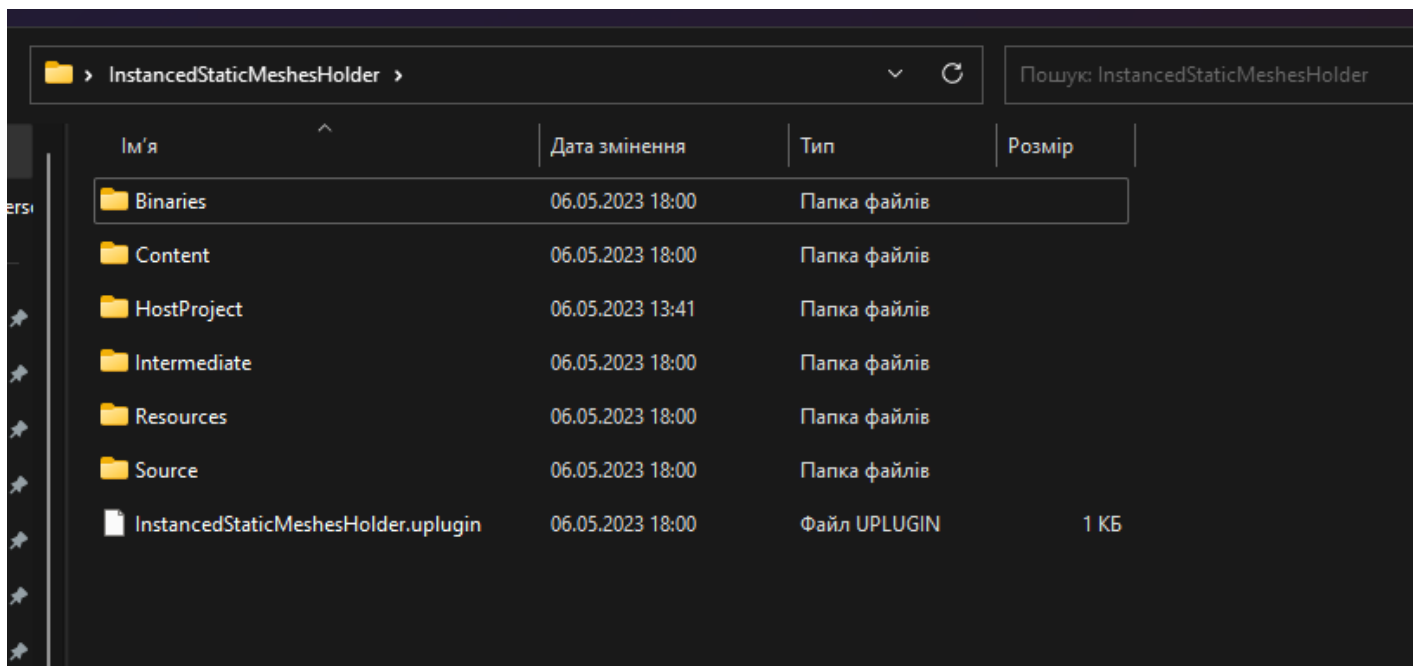 InstancedStaticMeshesHolder
Пошук: InstancedStaticMeshesHolder
Ім'я Дата змінення Тип Розмір
Binaries 06.05.2023 18:00 Папка файлів
Content 06.05.2023 18:00 Папка файлів
HostProject 06.05.2023 13:41 Папка файлів
Intermediate 06.05.2023 18:00 Папка файлів
Resources 06.05.2023 18:00 Папка файлів
Source 06.05.2023 18:00 Папка файлів
InstancedStaticMeshesHolder.uplugin 06.05.2023 18:00 Файл UPLUGIN 1 КБ